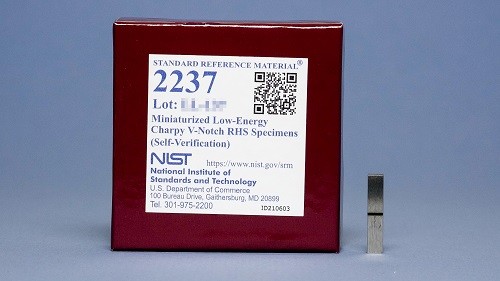 STANDARD REFERENCE MATERIAL®
2237
Lot:
Miniaturized Low-Energy
Charpy V-Notch RHS Specimens
(Self-Verification)
NIST https://www.nist.gov/srm
National Institute of
Standards and Technology
U.S. Department of Commerce
100 Bureau Drive, Gaithersburg, MD 20899
Tel. 301-975-2200
ID210603